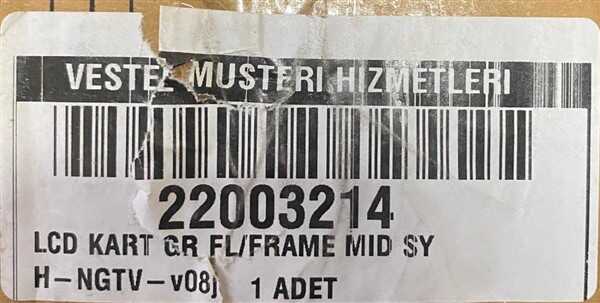 VESTEL MUSTERI HIZMETLERI
22003214
LCD KART GR FL/FRAME MID SY
H-NGTV-v08j 1 ADET